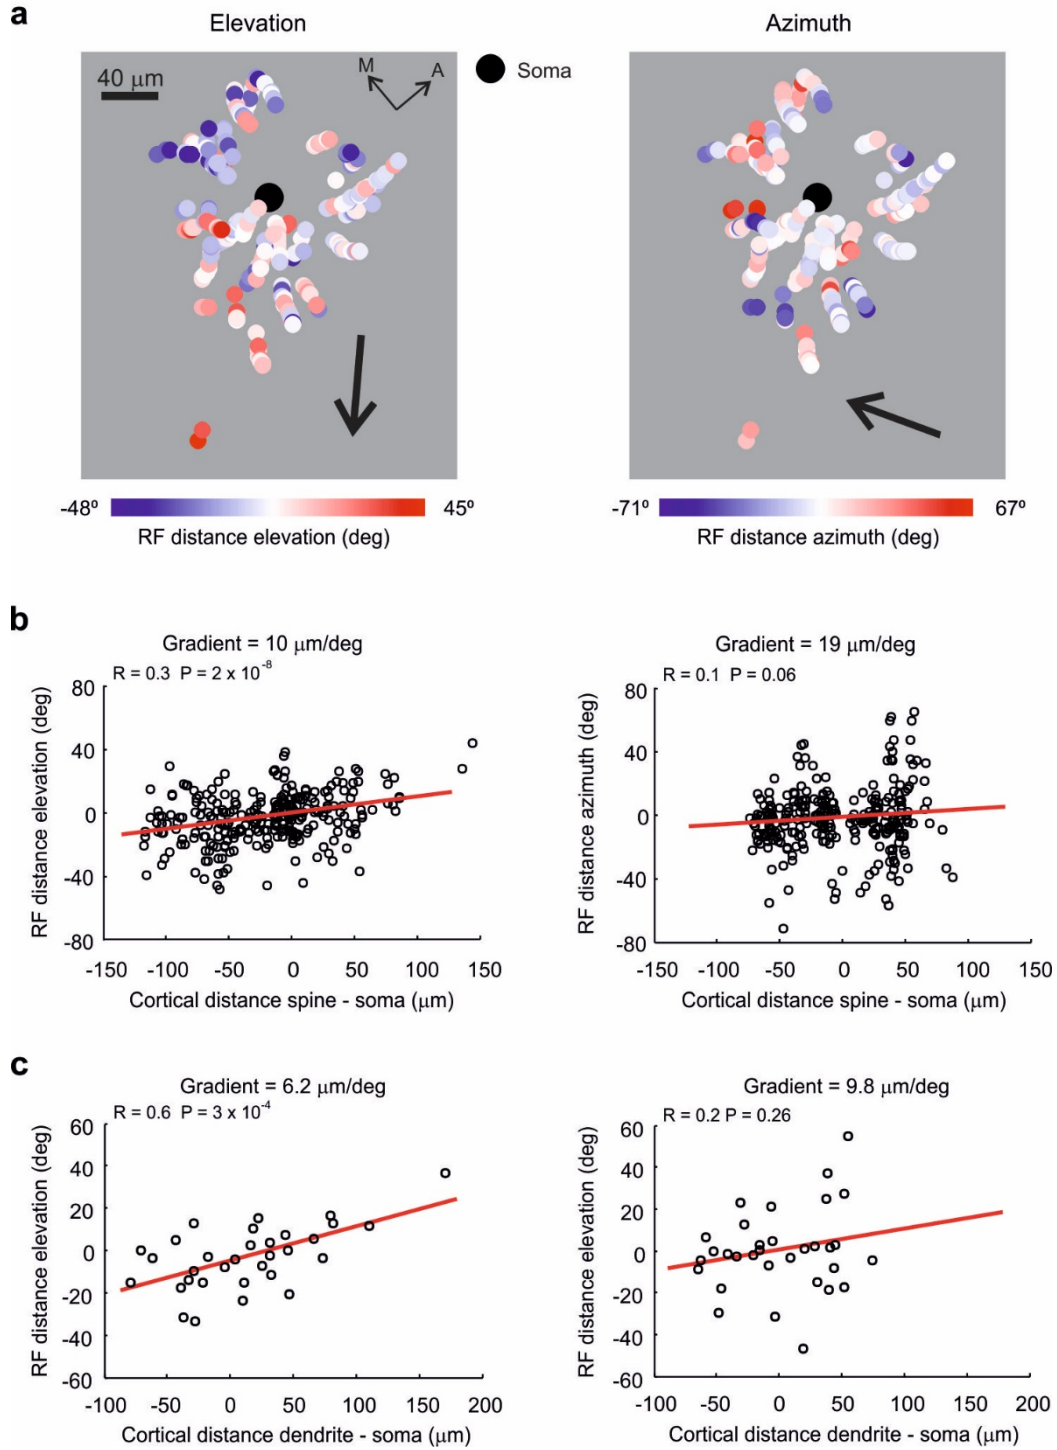 a
Elevation
Azimuth
40 μm
M
A
Soma
-48º
45º
RF distance elevation (deg)
-71º
67º
RF distance azimuth (deg)
b
Gradient = 10 μm/deg
R = 0.3 P = 2 x 10⁻⁸
80
40
0
-40
-80
RF distance elevation (deg)
-150 -100 -50 0 50 100 150
Cortical distance spine - soma (μm)
Gradient = 19 μm/deg
R = 0.1 P = 0.06
80
40
0
-40
-80
RF distance azimuth (deg)
-150 -100 -50 0 50 100 150
Cortical distance spine - soma (μm)
c
Gradient = 6.2 μm/deg
R = 0.6 P = 3 x 10⁻⁴
60
40
20
0
-20
-40
-60
RF distance elevation (deg)
-100 -50 0 50 100 150 200
Cortical distance dendrite - soma (μm)
Gradient = 9.8 μm/deg
R = 0.2 P = 0.26
60
40
20
0
-20
-40
-60
RF distance elevation (deg)
-100 -50 0 50 100 150 200
Cortical distance dendrite - soma (μm)